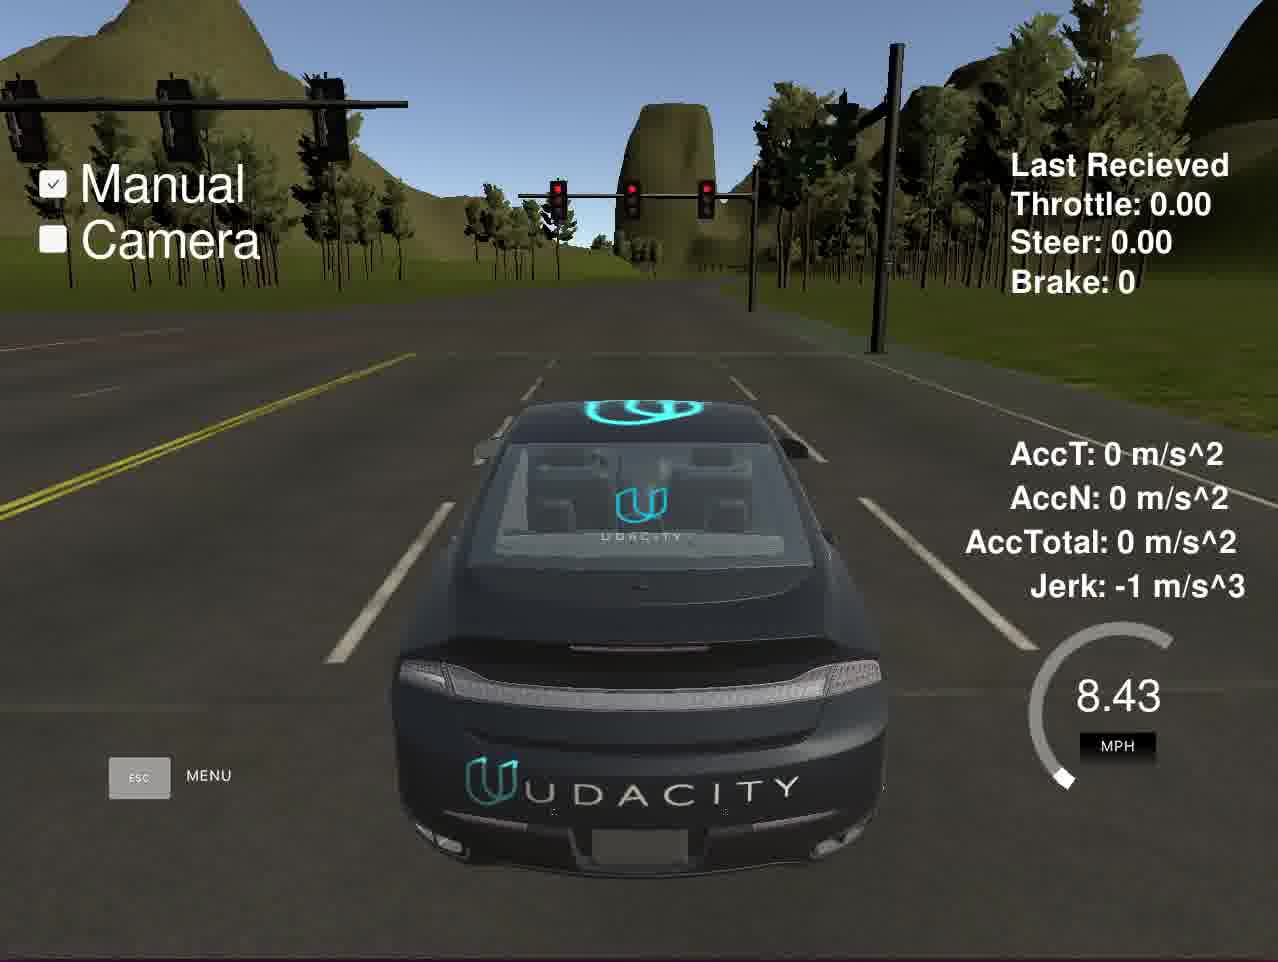 Manual
Camera
Last Recieved
Throttle: 0.00
Steer: 0.00
Brake: 0
AccT: 0 m/s^2
AccN: 0 m/s^2
AccTotal: 0 m/s^2
Jerk: -1 m/s^3
8.43
MPH
UDACITY
ESC MENU
UDACITY